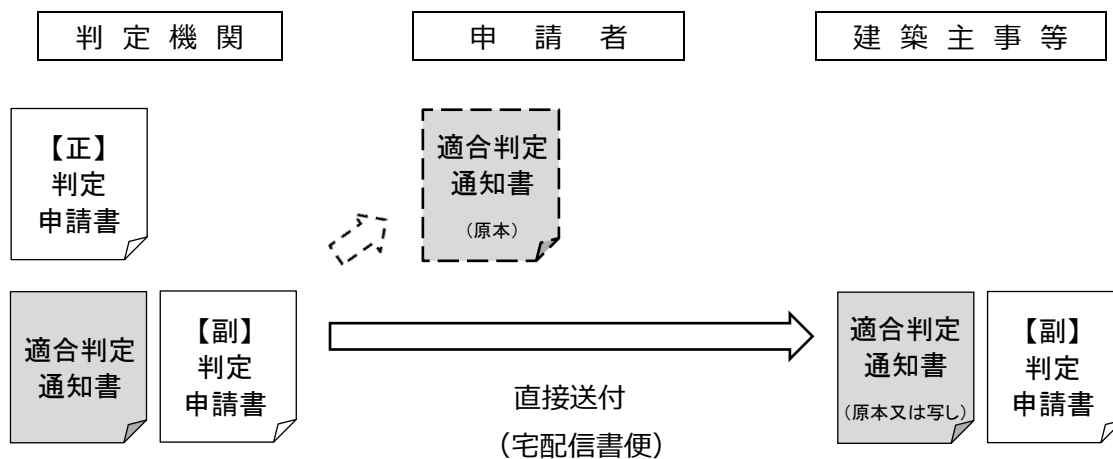 判定機関
申請者
建築主事等
【正】
判定
申請書
適合判定
通知書
（原本）
適合判定
通知書
【副】
判定
申請書
直接送付
（宅配信書便）
適合判定
通知書
（原本又は写し）
【副】
判定
申請書